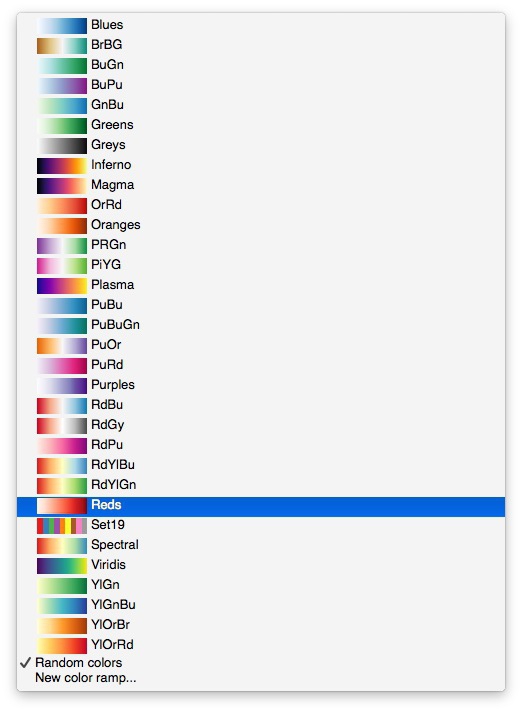 Blues
BrBG
BuGn
BuPu
GnBu
Greens
Greys
Inferno
Magma
OrRd
Oranges
PRGn
PiYG
Plasma
PuBu
PuBuGn
PuOr
PuRd
Purples
RdBu
RdGy
RdPu
RdYlBu
RdYlGn
Reds
Set19
Spectral
Viridis
YlGn
YlGnBu
YlOrBr
YlOrRd
Random colors
New color ramp...